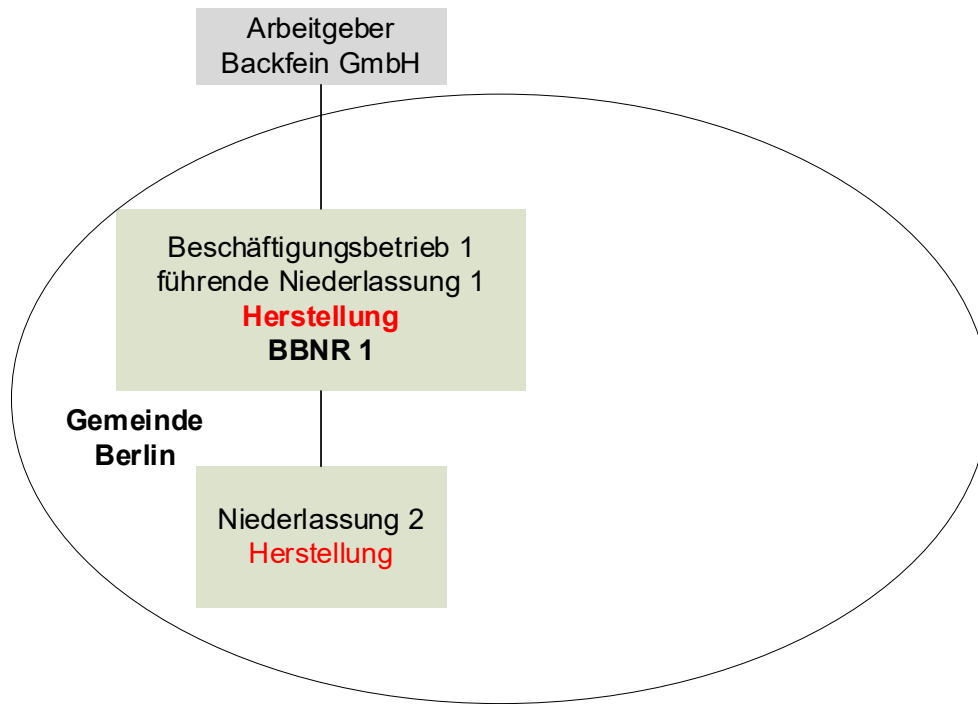 Arbeitgeber
Backfein GmbH
Beschäftigungsbetrieb 1
führende Niederlassung 1
Herstellung
BBNR 1
Gemeinde
Berlin
Niederlassung 2
Herstellung